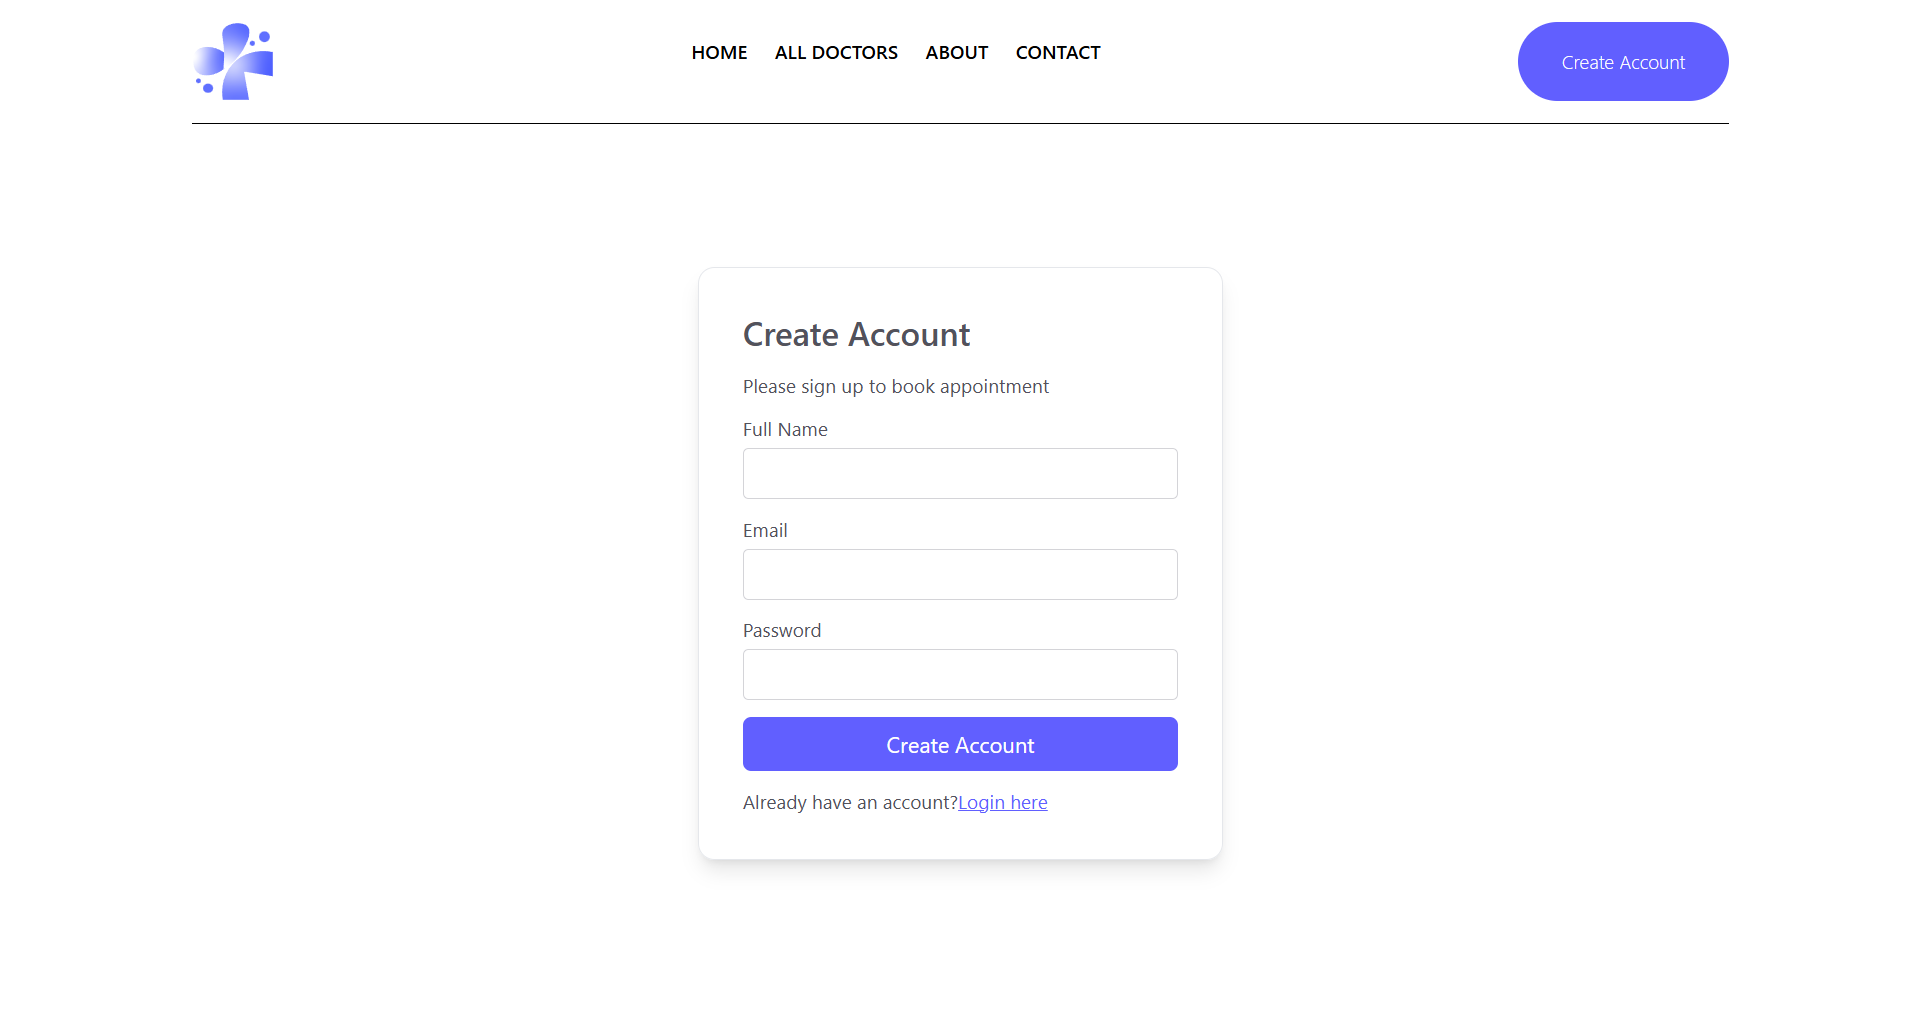 HOME ALL DOCTORS ABOUT CONTACT Create Account
Create Account
Please sign up to book appointment
Full Name
Email
Password
Create Account
Already have an account?Login here